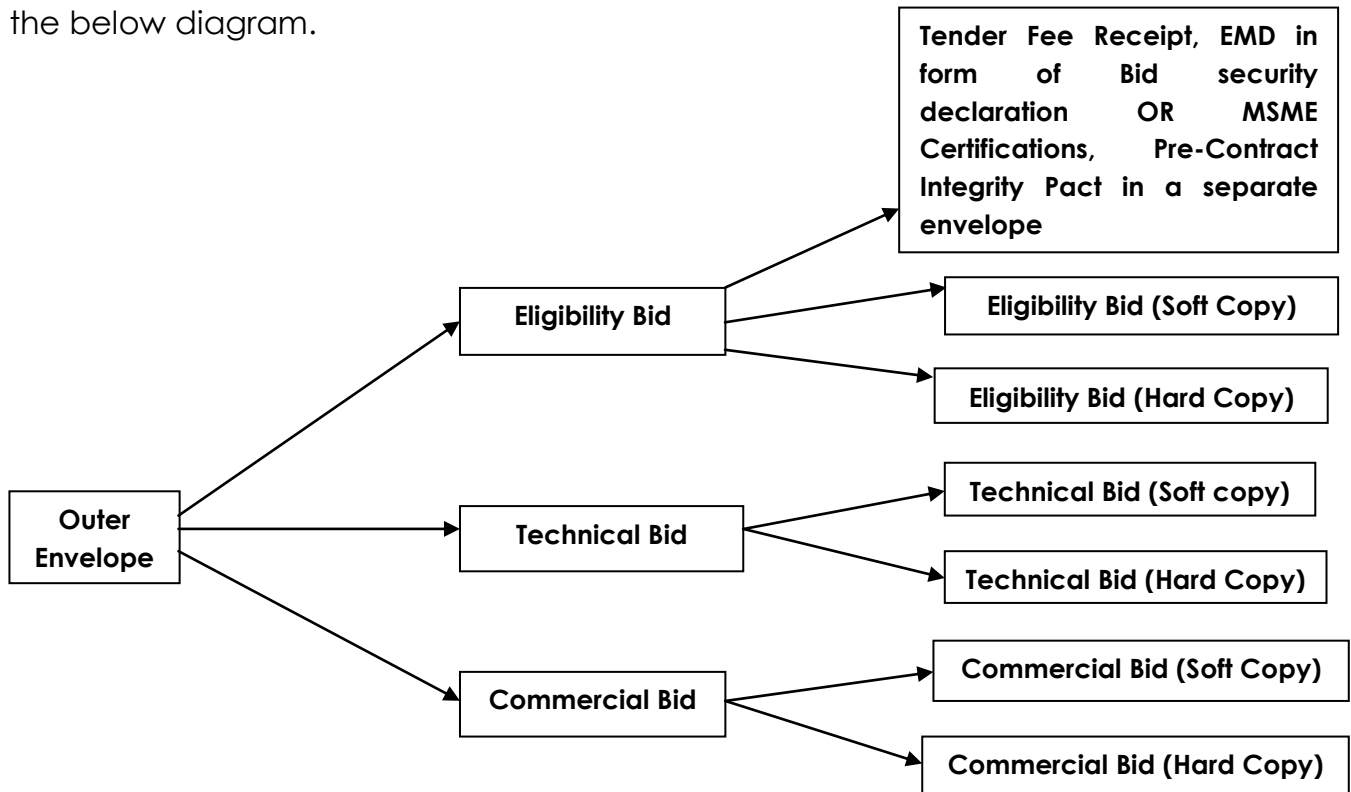 the below diagram.
Tender Fee Receipt, EMD in
form of Bid security
declaration OR MSME
Certifications, Pre-Contract
Integrity Pact in a separate
envelope
Eligibility Bid
Eligibility Bid (Soft Copy)
Eligibility Bid (Hard Copy)
Outer
Envelope
Technical Bid
Technical Bid (Soft copy)
Technical Bid (Hard Copy)
Commercial Bid
Commercial Bid (Soft Copy)
Commercial Bid (Hard Copy)